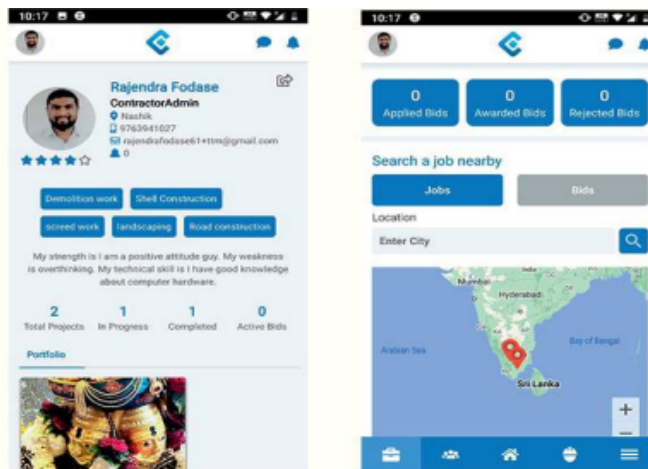 10:17
Rajendra Fodase
ContractorAdmin
Nashik
9763941027
rajendrafodase61+ttm@gmail.com
0
Demolition work
Shell Construction
screed work
landscaping
Road construction
My strength is I am a positive attitude guy. My weakness
is overthinking. My technical skill is I have good knowledge
about computer hardware.
2
1
1
0
Total Projects
In Progress
Completed
Active Bids
Portfolio
10:17
0
0
0
Applied Bids
Awarded Bids
Rejected Bids
Search a job nearby
Jobs
Bids
Location
Enter City
India
Mumbai
Hyderabad
Arabian Sea
Bay of Bengal
Sri Lanka
+
−